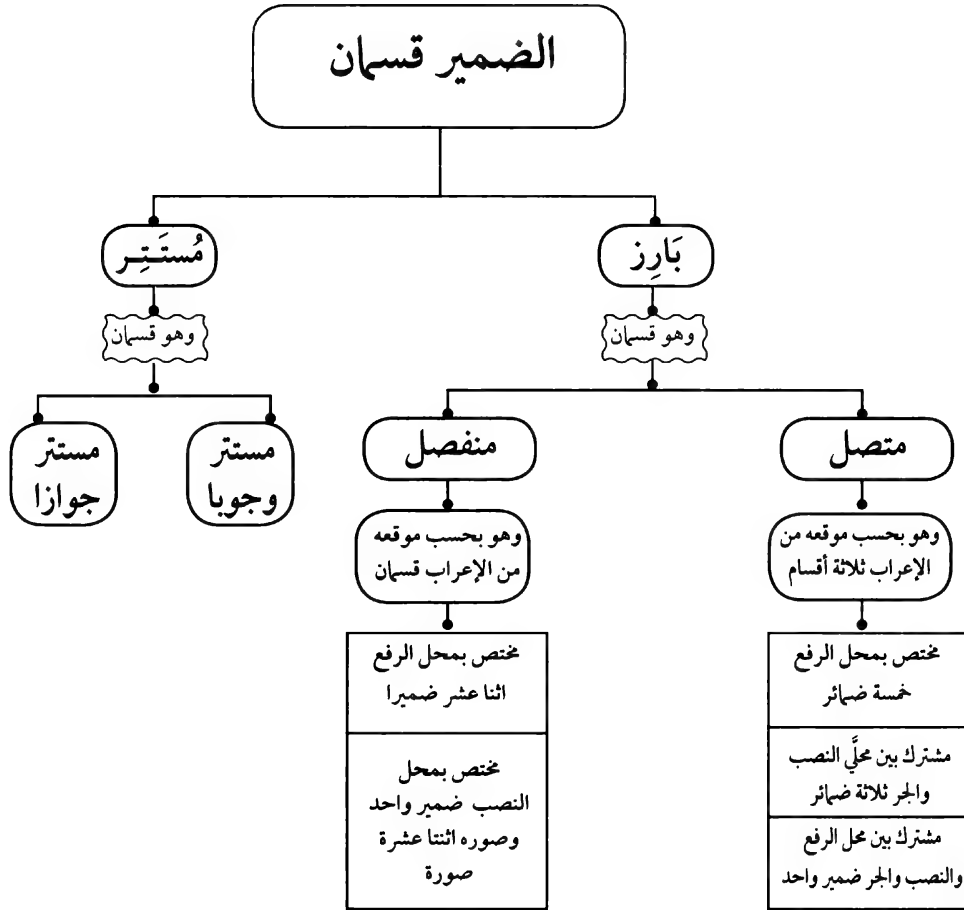 الضمير قسمان
بَارِز
مُستَـتِـر
وهو قسمان
وهو قسمان
متصل
منفصل
مستتر
وجوبا
مستتر
جوازا
وهو بحسب موقعه من
الإعراب ثلاثة أقسام
وهو بحسب موقعه
من الإعراب قسمان
مختص بمحل الرفع
خمسة ضمائر
مشترك بين محلَّي النصب
والجر ثلاثة ضمائر
مشترك بين محل الرفع
والنصب والجر ضمير واحد
مختص بمحل الرفع
اثنا عشر ضميرا
مختص بمحل
النصب ضمير واحد
وصوره اثنتا عشرة
صورة